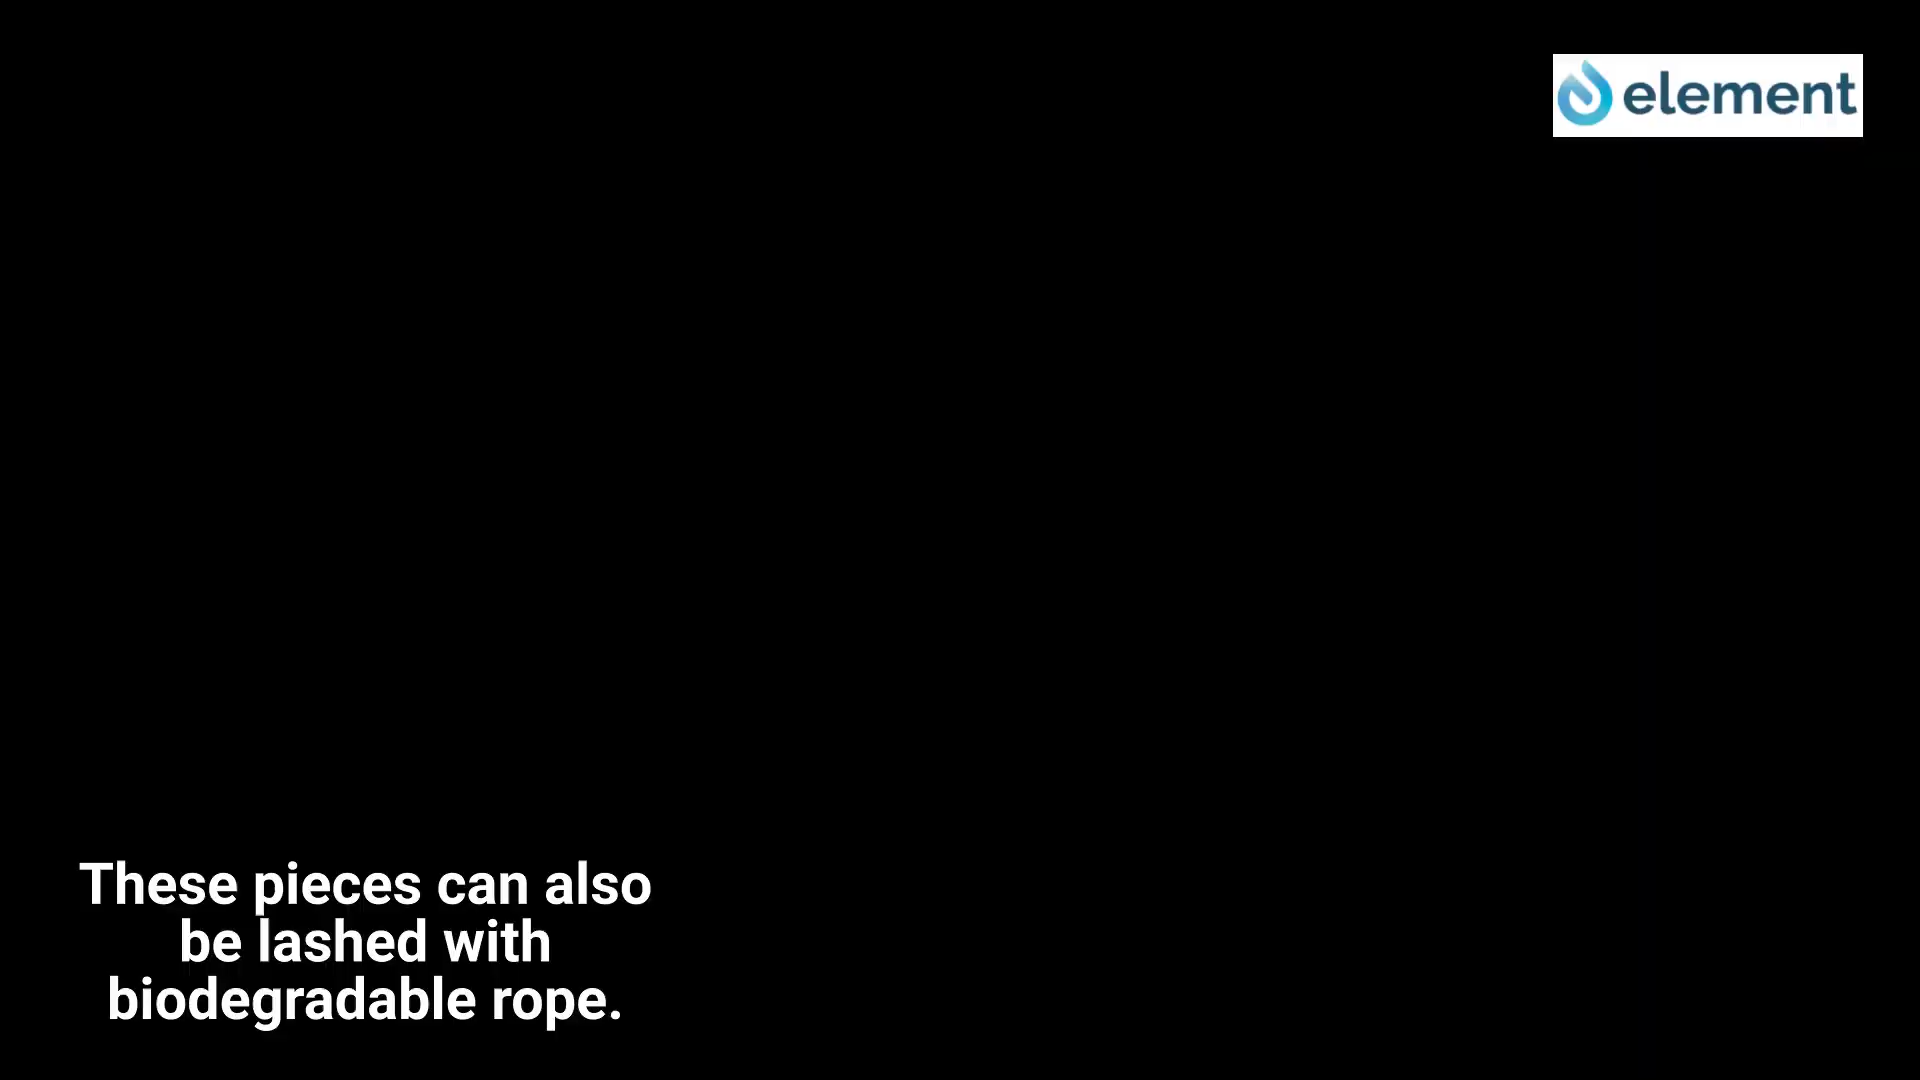 element
These pieces can also
be lashed with
biodegradable rope.